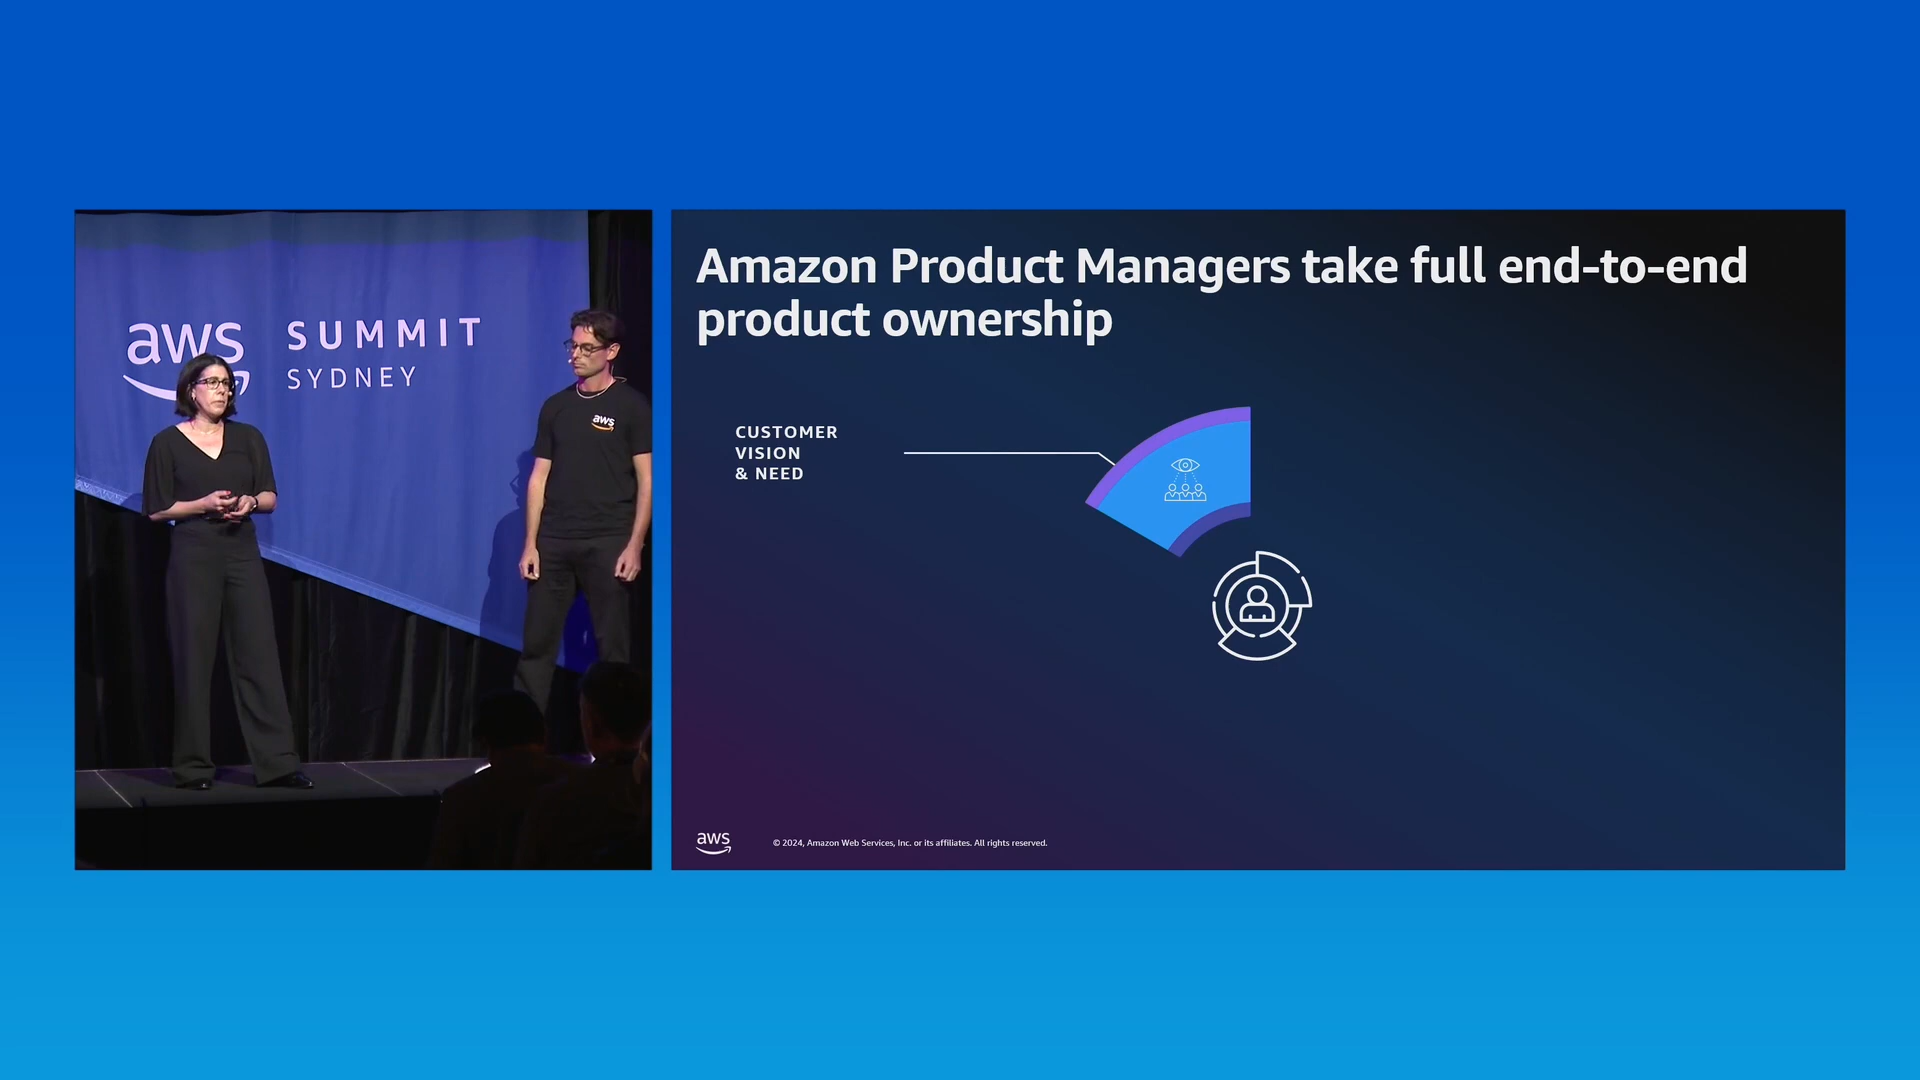 aws SUMMIT
SYDNEY
aws
Amazon Product Managers take full end-to-end
product ownership
CUSTOMER
VISION
& NEED
aws
© 2024, Amazon Web Services, Inc. or its affiliates. All rights reserved.